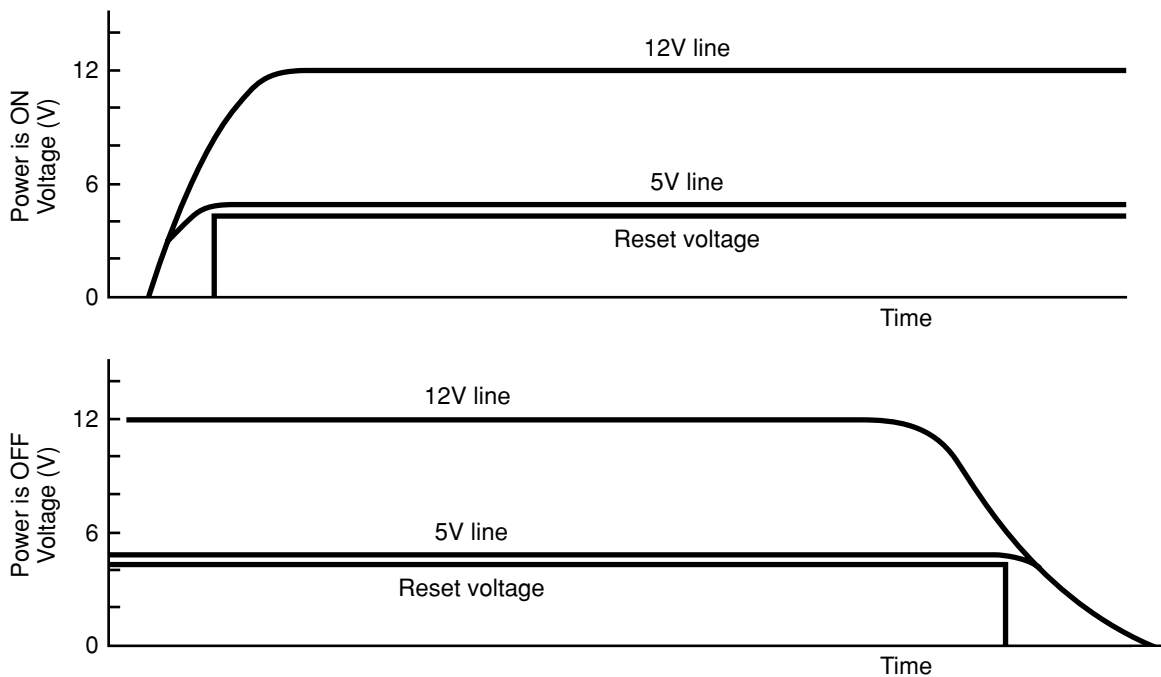 Power is ON
Voltage (V)
12
6
0
12V line
5V line
Reset voltage
Time
Power is OFF
Voltage (V)
12
6
0
12V line
5V line
Reset voltage
Time